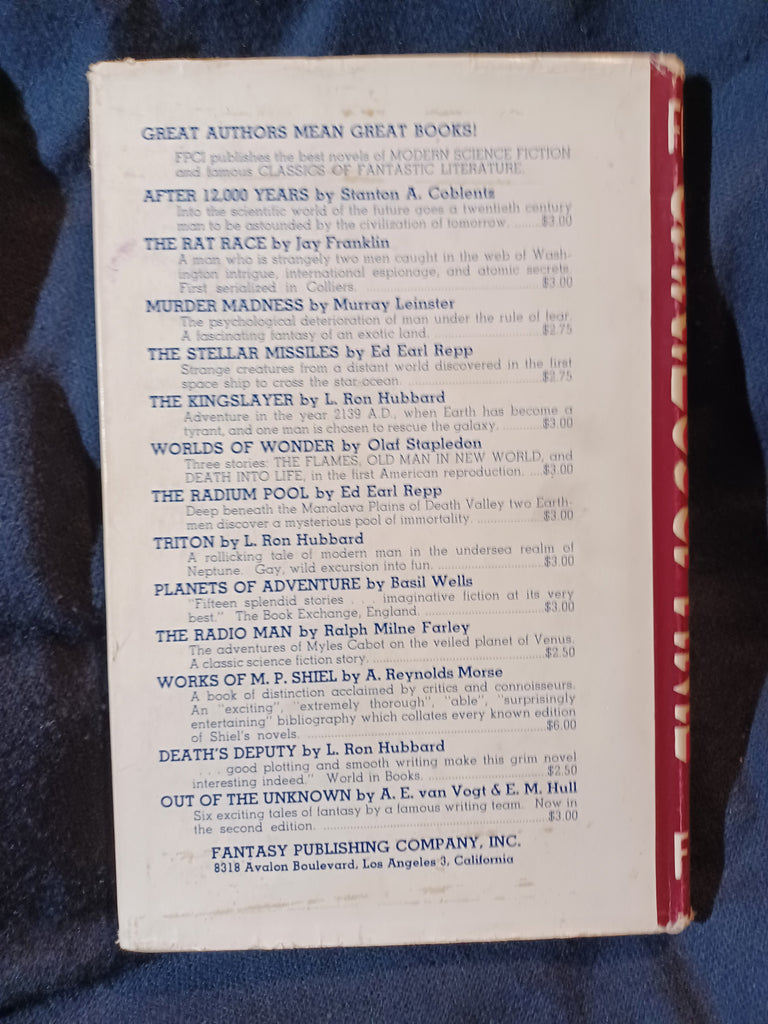 GREAT AUTHORS MEAN GREAT BOOKS!
FPCI publishes the best novels of MODERN SCIENCE FICTION
and famous CLASSICS OF FANTASTIC LITERATURE.
AFTER 12,000 YEARS by Stanton A. Coblentz
Into the scientific world of the future goes a twentieth century
man to be astounded by the civilization of tomorrow. .......$3.00
THE RAT RACE by Jay Franklin
A man who is strangely two men caught in the web of Wash-
ington intrigue, international espionage, and atomic secrets.
First serialized in Colliers. ..........$3.00
MURDER MADNESS by Murray Leinster
The psychological deterioration of man under the rule of fear.
A fascinating fantasy of an exotic land. ..........$2.75
THE STELLAR MISSILES by Ed Earl Repp
Strange creatures from a distant world discovered in the first
space ship to cross the star-ocean. ..........$2.75
THE KINGSLAYER by L. Ron Hubbard
Adventure in the year 2139 A.D., when Earth has become a
tyrant, and one man is chosen to rescue the galaxy. ..........$3.00
WORLDS OF WONDER by Olaf Stapledon
Three stories: THE FLAMES, OLD MAN IN NEW WORLD, and
DEATH INTO LIFE, in the first American reproduction. ....$3.00
THE RADIUM POOL by Ed Earl Repp
Deep beneath the Manalava Plains of Death Valley two Earth-
men discover a mysterious pool of immortality. ..........$3.00
TRITON by L. Ron Hubbard
A rollicking tale of modern man in the undersea realm of
Neptune. Gay, wild excursion into fun. ..........$3.00
PLANETS OF ADVENTURE by Basil Wells
"Fifteen splendid stories . . . imaginative fiction at its very
best." The Book Exchange, England. ..........$3.00
THE RADIO MAN by Ralph Milne Farley
The adventures of Myles Cabot on the veiled planet of Venus.
A classic science fiction story. ..........$2.50
WORKS OF M. P. SHIEL by A. Reynolds Morse
A book of distinction acclaimed by critics and connoisseurs.
An "exciting", "extremely thorough", "able", "surprisingly
entertaining" bibliography which collates every known edition
of Shiel's novels. ..........$6.00
DEATH'S DEPUTY by L. Ron Hubbard
. . . good plotting and smooth writing make this grim novel
interesting indeed." World in Books. ..........$2.50
OUT OF THE UNKNOWN by A. E. van Vogt & E. M. Hull
Six exciting tales of fantasy by a famous writing team. Now in
the second edition. ..........$3.00
FANTASY PUBLISHING COMPANY, INC.
8318 Avalon Boulevard, Los Angeles 3, California